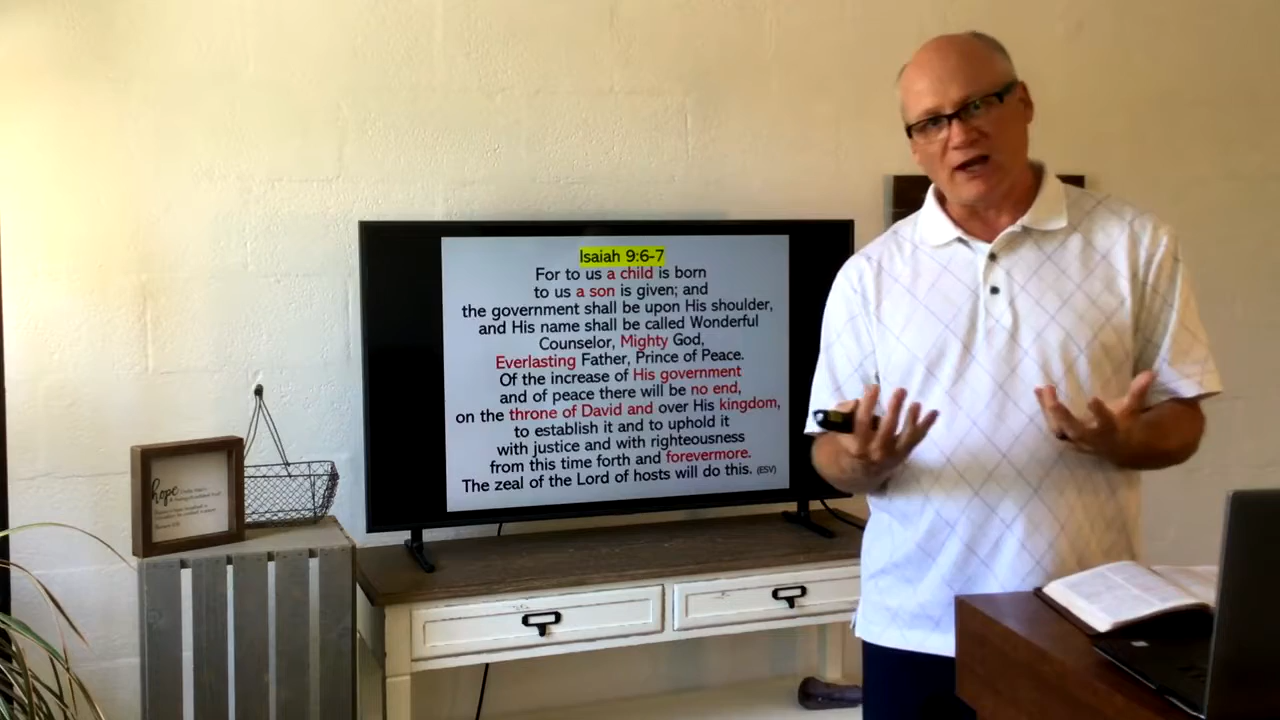 Isaiah 9:6-7
For to us a child is born
to us a son is given; and
the government shall be upon His shoulder,
and His name shall be called Wonderful
Counselor, Mighty God,
Everlasting Father, Prince of Peace.
Of the increase of His government
and of peace there will be no end,
on the throne of David and over His kingdom,
to establish it and to uphold it
with justice and with righteousness
from this time forth and forevermore.
The zeal of the Lord of hosts will do this. (ESV)
hope